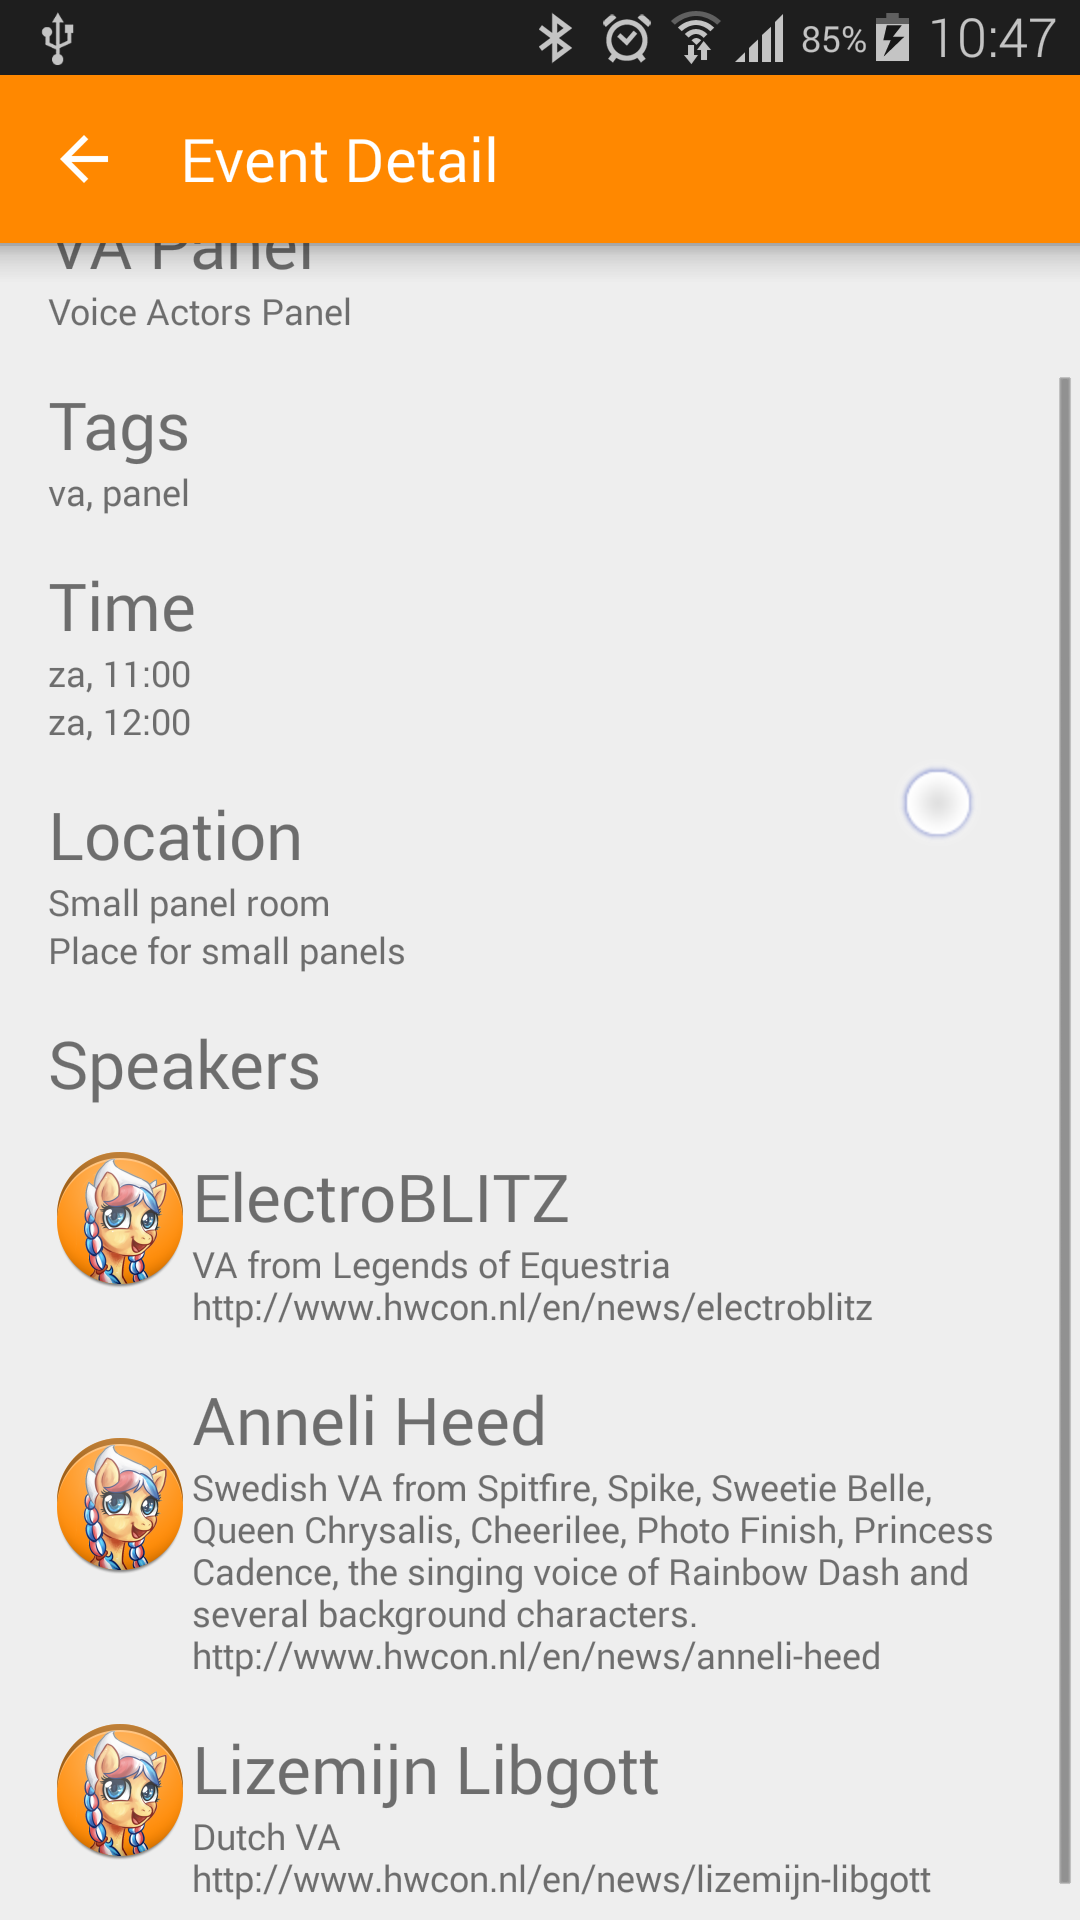 85% 10:47
Event Detail
VA Panel
Voice Actors Panel
Tags
va, panel
Time
za, 11:00
za, 12:00
Location
Small panel room
Place for small panels
Speakers
ElectroBLITZ
VA from Legends of Equestria
http://www.hwcon.nl/en/news/electroblitz
Anneli Heed
Swedish VA from Spitfire, Spike, Sweetie Belle,
Queen Chrysalis, Cheerilee, Photo Finish, Princess
Cadence, the singing voice of Rainbow Dash and
several background characters.
http://www.hwcon.nl/en/news/anneli-heed
Lizemijn Libgott
Dutch VA
http://www.hwcon.nl/en/news/lizemijn-libgott